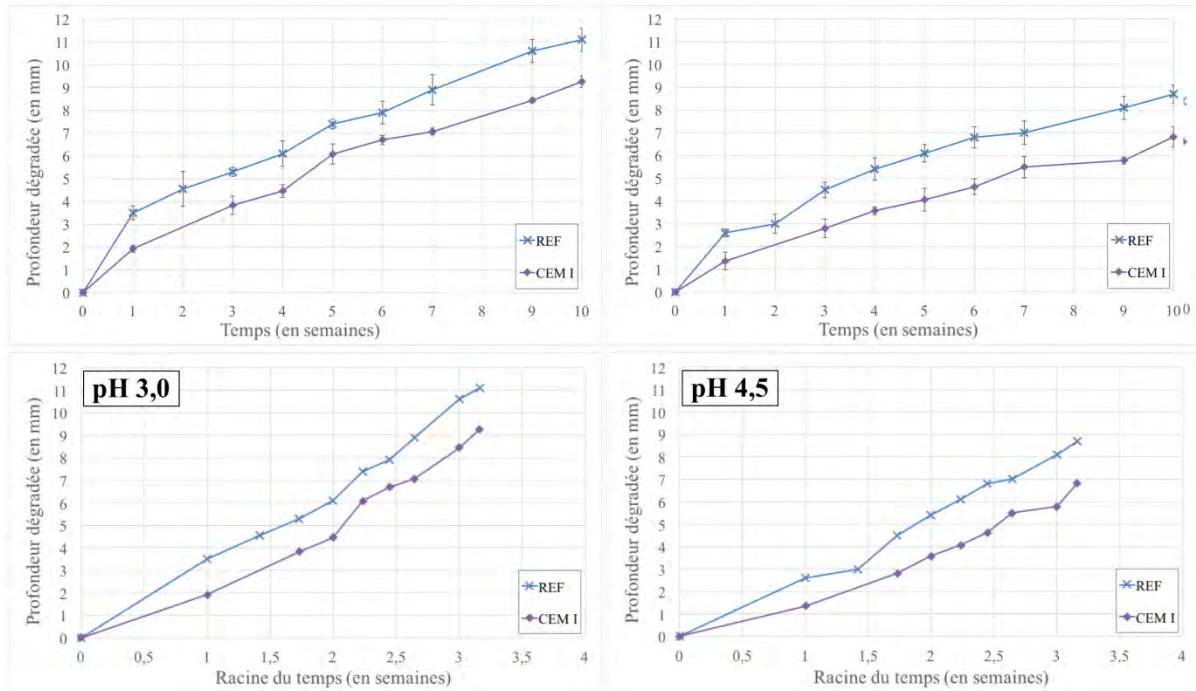 Profondeur dégradée (en mm)
12
11
10
9
8
7
6
5
4
3
2
1
0
REF
CEM I
0 1 2 3 4 5 6 7 8 9 10
Temps (en semaines)
Profondeur dégradée (en mm)
12
11
10
9
8
7
6
5
4
3
2
1
0
REF
CEM I
0 1 2 3 4 5 6 7 8 9 10 0
Temps (en semaines)
pH 3,0
Profondeur dégradée (en mm)
12
11
10
9
8
7
6
5
4
3
2
1
0
REF
CEM I
0 0,5 1 1,5 2 2,5 3 3,5 4
Racine du temps (en semaines)
pH 4,5
Profondeur dégradée (en mm)
12
11
10
9
8
7
6
5
4
3
2
1
0
REF
CEM I
0 0,5 1 1,5 2 2,5 3 3,5 4
Racine du temps (en semaines)